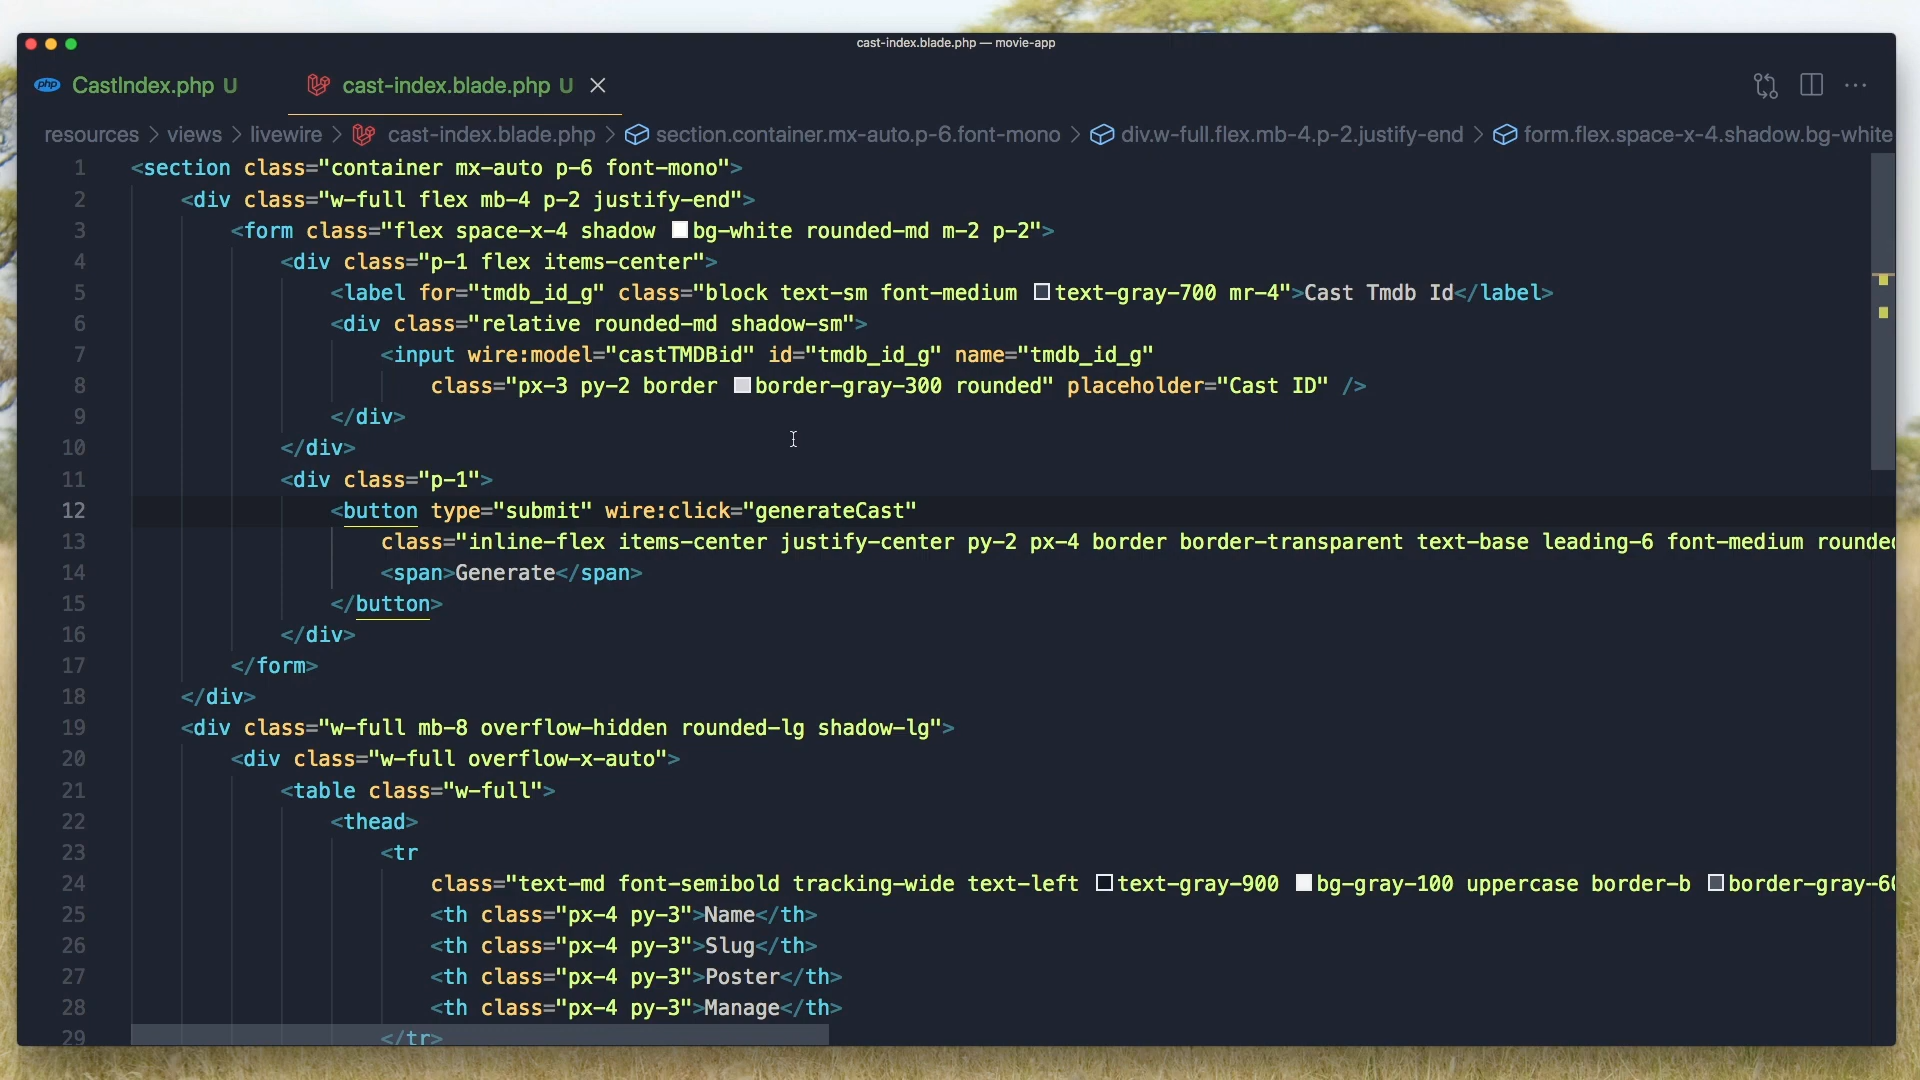 cast-index.blade.php — movie-app
php CastIndex.php U cast-index.blade.php U
resources > views > livewire > cast-index.blade.php > section.container.mx-auto.p-6.font-mono > div.w-full.flex.mb-4.p-2.justify-end > form.flex.space-x-4.shadow.bg-white
1 <section class="container mx-auto p-6 font-mono">
2 <div class="w-full flex mb-4 p-2 justify-end">
3 <form class="flex space-x-4 shadow bg-white rounded-md m-2 p-2">
4 <div class="p-1 flex items-center">
5 <label for="tmdb_id_g" class="block text-sm font-medium text-gray-700 mr-4">Cast Tmdb Id</label>
6 <div class="relative rounded-md shadow-sm">
7 <input wire:model="castTMDBid" id="tmdb_id_g" name="tmdb_id_g"
8 class="px-3 py-2 border border-gray-300 rounded" placeholder="Cast ID" />
9 </div>
10 </div>
11 <div class="p-1">
12 <button type="submit" wire:click="generateCast"
13 class="inline-flex items-center justify-center py-2 px-4 border border-transparent text-base leading-6 font-medium rounde
14 <span>Generate</span>
15 </button>
16 </div>
17 </form>
18 </div>
19 <div class="w-full mb-8 overflow-hidden rounded-lg shadow-lg">
20 <div class="w-full overflow-x-auto">
21 <table class="w-full">
22 <thead>
23 <tr
24 class="text-md font-semibold tracking-wide text-left text-gray-900 bg-gray-100 uppercase border-b border-gray-6
25 <th class="px-4 py-3">Name</th>
26 <th class="px-4 py-3">Slug</th>
27 <th class="px-4 py-3">Poster</th>
28 <th class="px-4 py-3">Manage</th>
29 </tr>